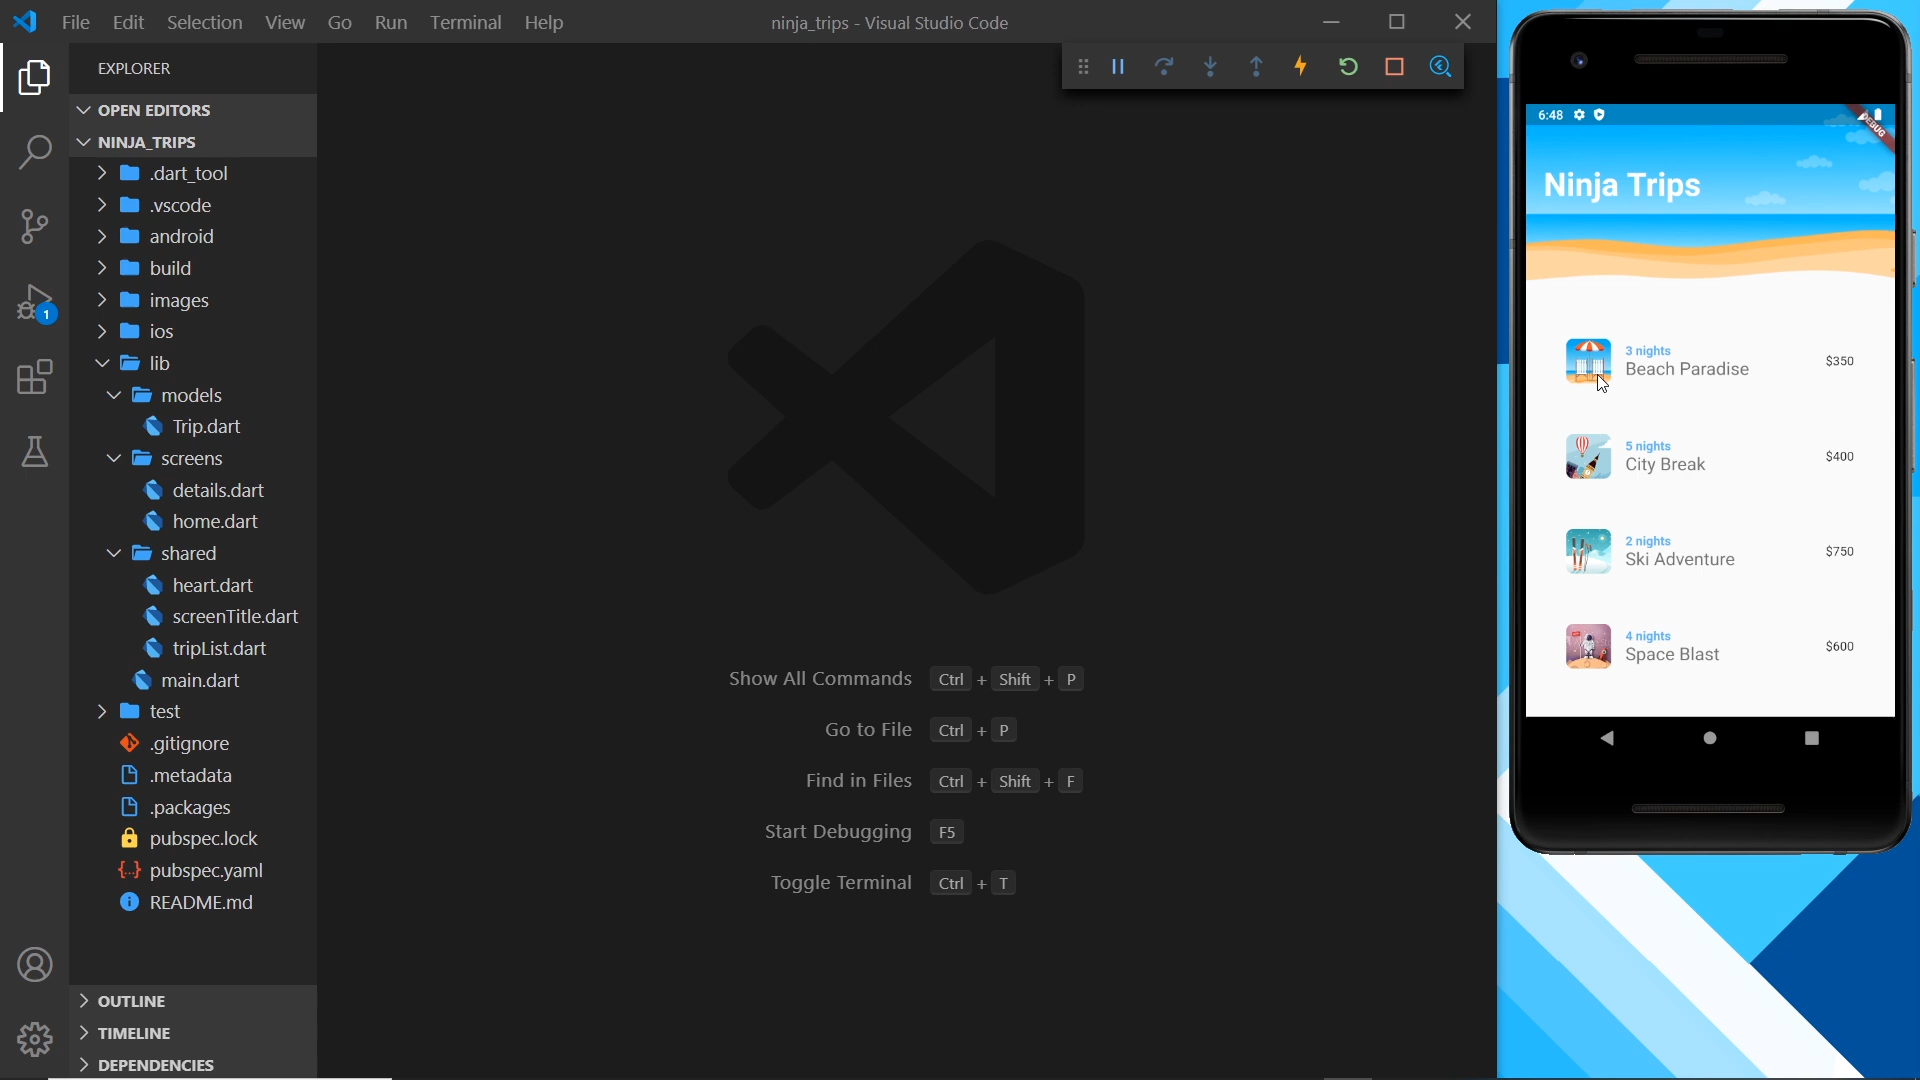 File Edit Selection View Go Run Terminal Help
ninja_trips - Visual Studio Code
EXPLORER
OPEN EDITORS
NINJA_TRIPS
.dart_tool
.vscode
android
build
images
ios
lib
models
Trip.dart
screens
details.dart
home.dart
shared
heart.dart
screenTitle.dart
tripList.dart
main.dart
test
.gitignore
.metadata
.packages
pubspec.lock
pubspec.yaml
README.md
OUTLINE
TIMELINE
DEPENDENCIES
1
Show All Commands Ctrl + Shift + P
Go to File Ctrl + P
Find in Files Ctrl + Shift + F
Start Debugging F5
Toggle Terminal Ctrl + T
6:48
DEBUG
Ninja Trips
3 nights
Beach Paradise
$350
5 nights
City Break
$400
2 nights
Ski Adventure
$750
4 nights
Space Blast
$600